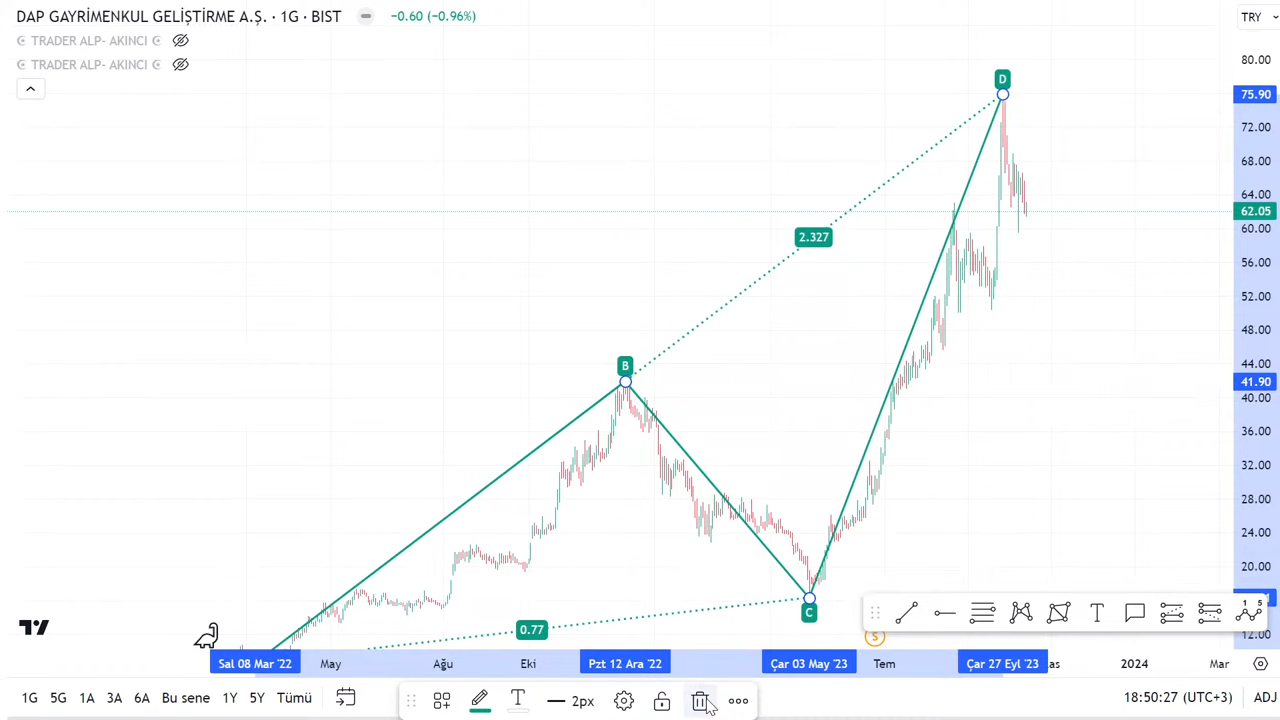 DAP GAYRİMENKUL GELİŞTİRME A.Ş. · 1G · BIST
−0.60 (−0.96%)
TRY
TRADER ALP- AKINCI
TRADER ALP- AKINCI
80.00
75.90
72.00
68.00
64.00
62.05
60.00
56.00
52.00
48.00
44.00
41.90
40.00
36.00
32.00
28.00
24.00
20.00
12.00
D
2.327
B
0.77
C
S
T
1 5
Sal 08 Mar '22
May
Ağu
Eki
Pzt 12 Ara '22
Çar 03 May '23
Tem
Çar 27 Eyl '23
as
2024
Mar
1G 5G 1A 3A 6A Bu sene 1Y 5Y Tümü
T
2px
18:50:27 (UTC+3)
ADJ